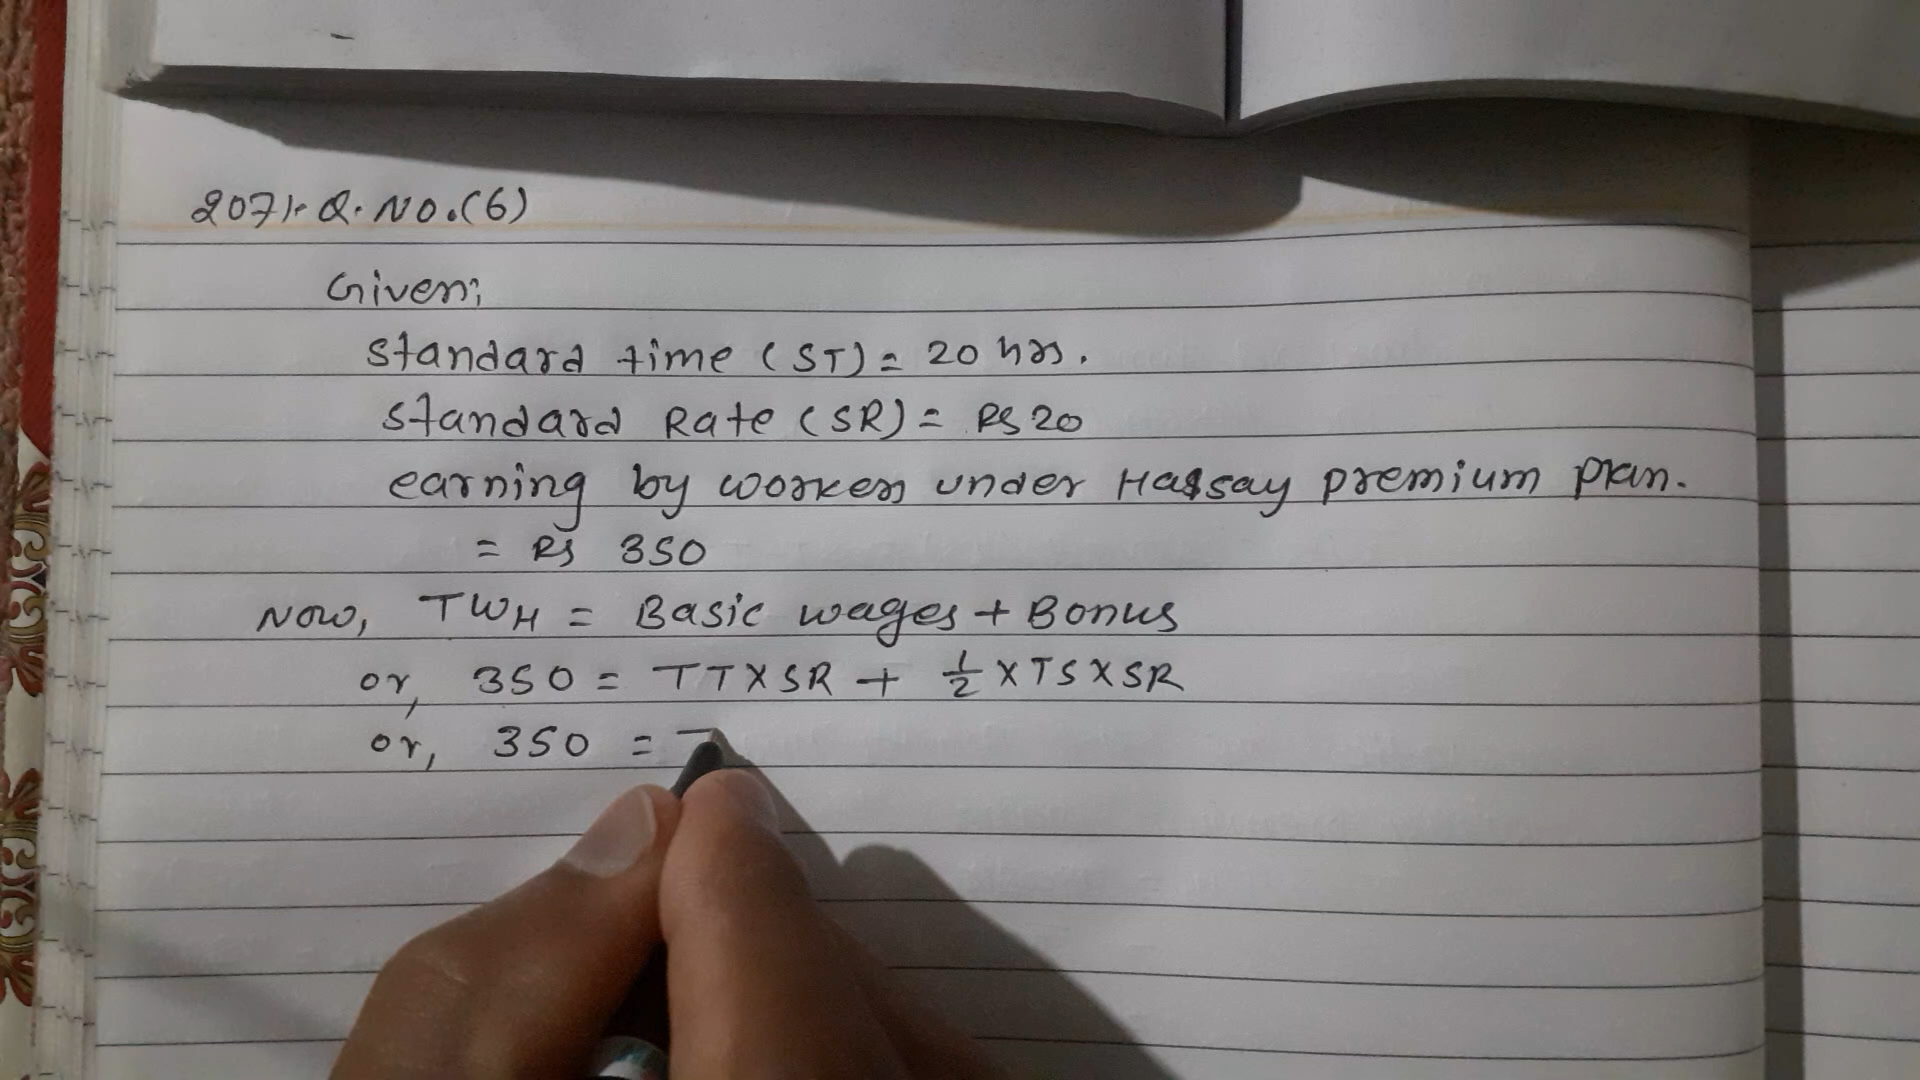 2071. Q. NO. (6)
Given;
standard time (ST) = 20 hrs.
standard Rate (SR) = Rs 20
earning by worker under Halsay premium plan.
= Rs 350
Now, TWH = Basic wages + Bonus
or, 350 = TT X SR + 1/2 X TS X SR
or, 350 = T